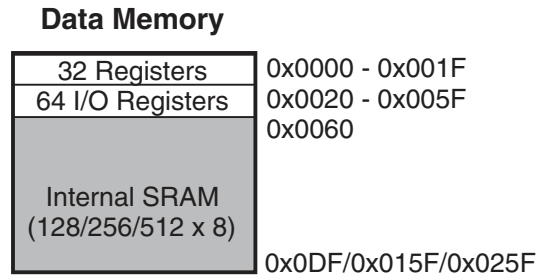 Data Memory
32 Registers 0x0000 - 0x001F
64 I/O Registers 0x0020 - 0x005F
0x0060
Internal SRAM
(128/256/512 x 8)
0x0DF/0x015F/0x025F